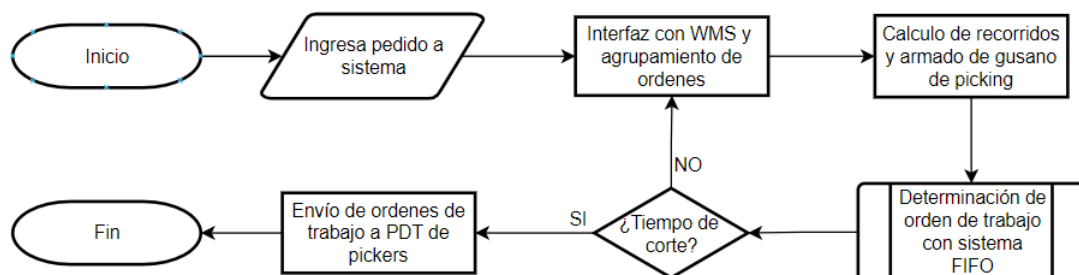 Inicio
Ingresa pedido a
sistema
Interfaz con WMS y
agrupamiento de
ordenes
Calculo de recorridos
y armado de gusano
de picking
NO
Determinación de
orden de trabajo
con sistema
FIFO
¿Tiempo de
corte?
SI
Envío de ordenes de
trabajo a PDT de
pickers
Fin